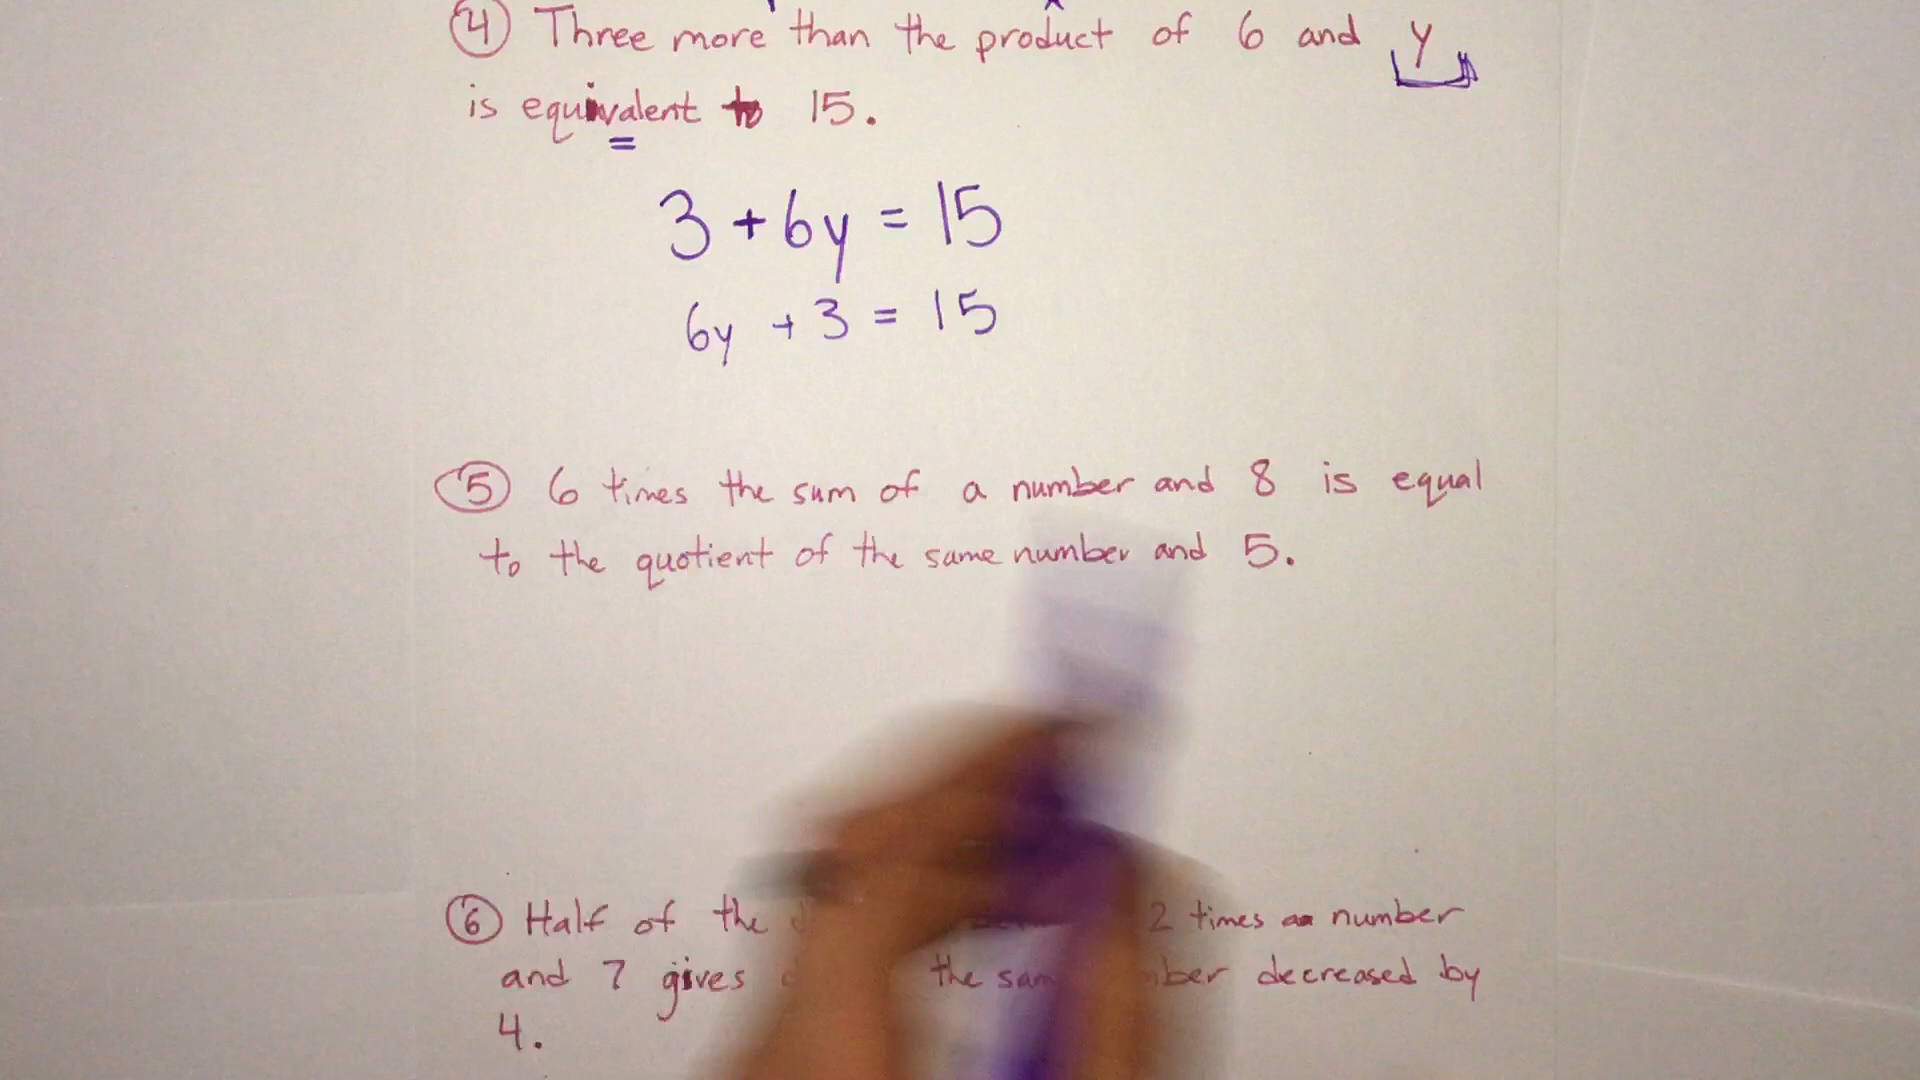 4 Three more than the product of 6 and y
is equivalent to 15.
=
3 + 6y = 15
6y + 3 = 15
5 6 times the sum of a number and 8 is equal
to the quotient of the same number and 5.
6 Half of the 2 times a number
and 7 gives the decreased by
4.